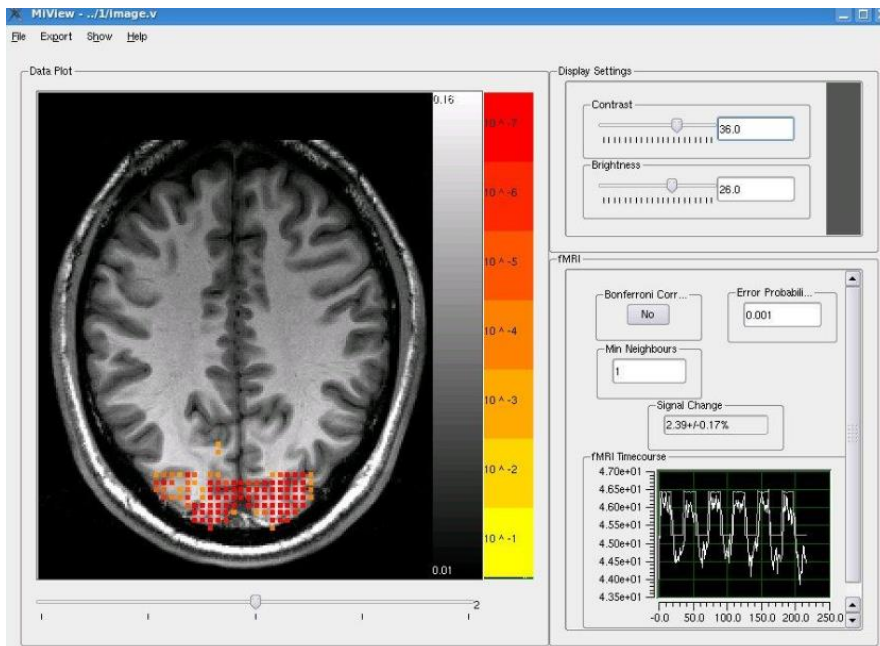 MiView - ../1/Image.v
File Export Show Help
Data Plot
0.16
10 ^ -7
10 ^ -6
10 ^ -5
10 ^ -4
10 ^ -3
10 ^ -2
10 ^ -1
0.01
2
Display Settings
Contrast
36.0
Brightness
26.0
fMRI
Bonferroni Corr...
No
Error Probabili...
0.001
Min Neighbours
1
Signal Change
2.39+/-0.17%
fMRI Timecourse
4.70e+01
4.65e+01
4.60e+01
4.55e+01
4.50e+01
4.45e+01
4.40e+01
4.35e+01
-0.0 50.0 100.0 150.0 200.0 250.0